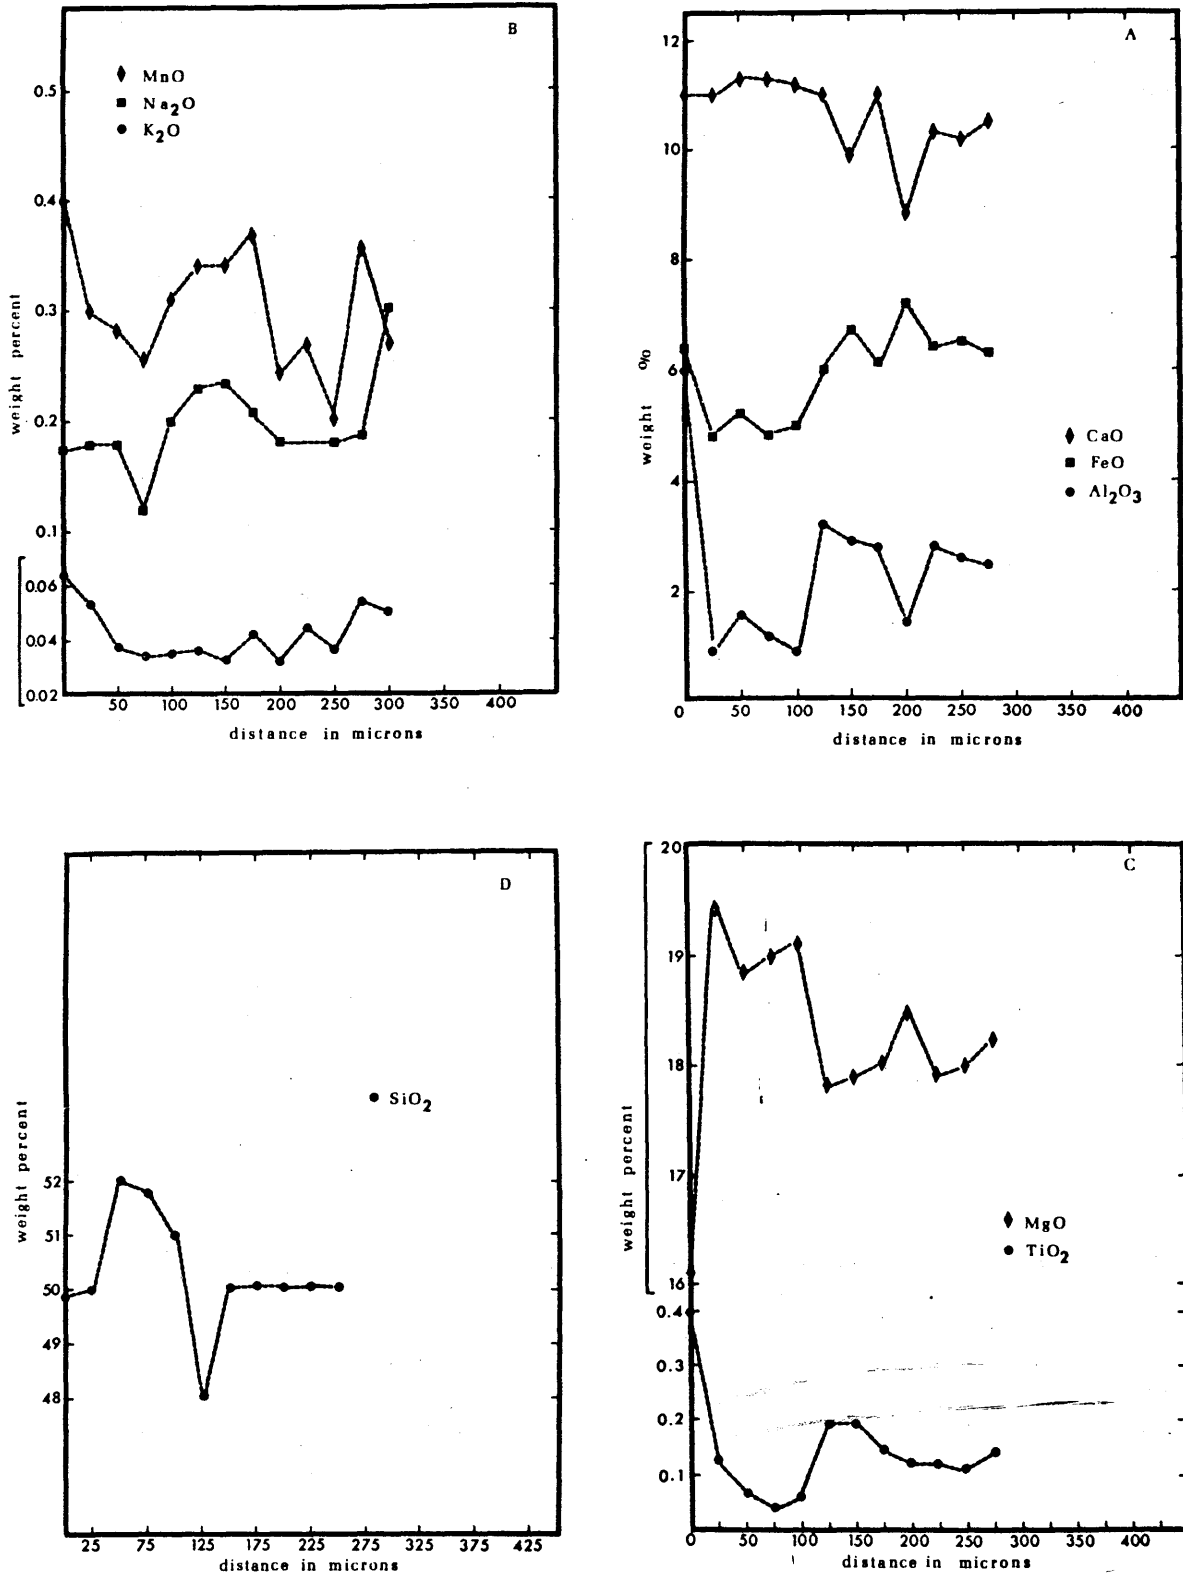 B
MnO
Na2O
K2O
0.5
0.4
0.3
0.2
0.1
0.06
0.04
0.02
weight percent
50 100 150 200 250 300 350 400
distance in microns
A
12
10
8
6
4
2
weight %
CaO
FeO
Al2O3
0 50 100 150 200 250 300 350 400
distance in microns
D
SiO2
52
51
50
49
48
weight percent
25 75 125 175 225 275 325 375 425
distance in microns
C
20
19
18
17
16
0.4
0.3
0.2
0.1
weight percent
MgO
TiO2
0 50 100 150 200 250 300 350 400
distance in microns